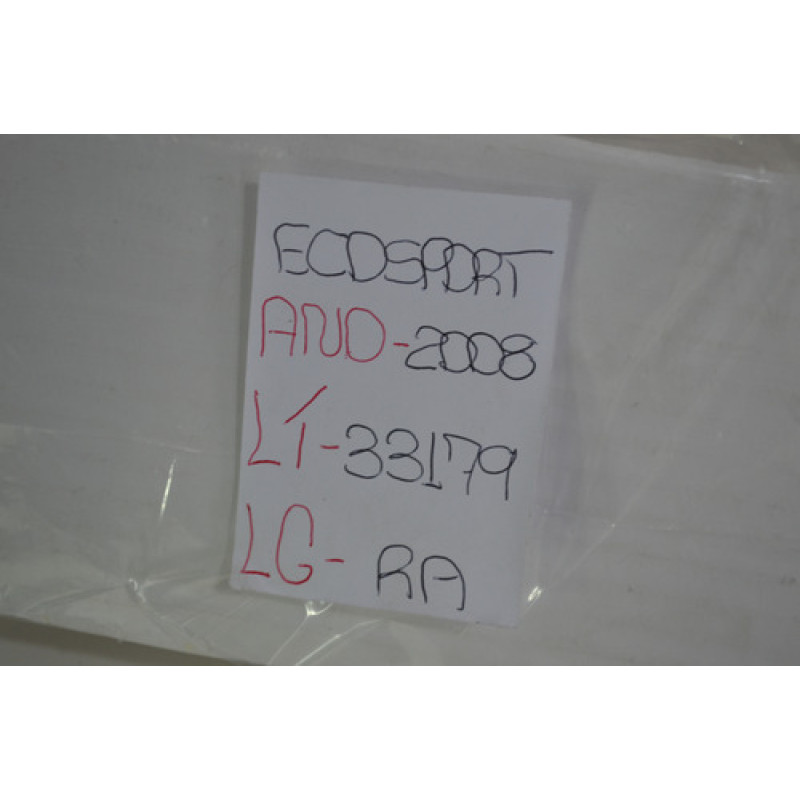 ECOSPORT
ANO-2008
LT-33179
LG- RA